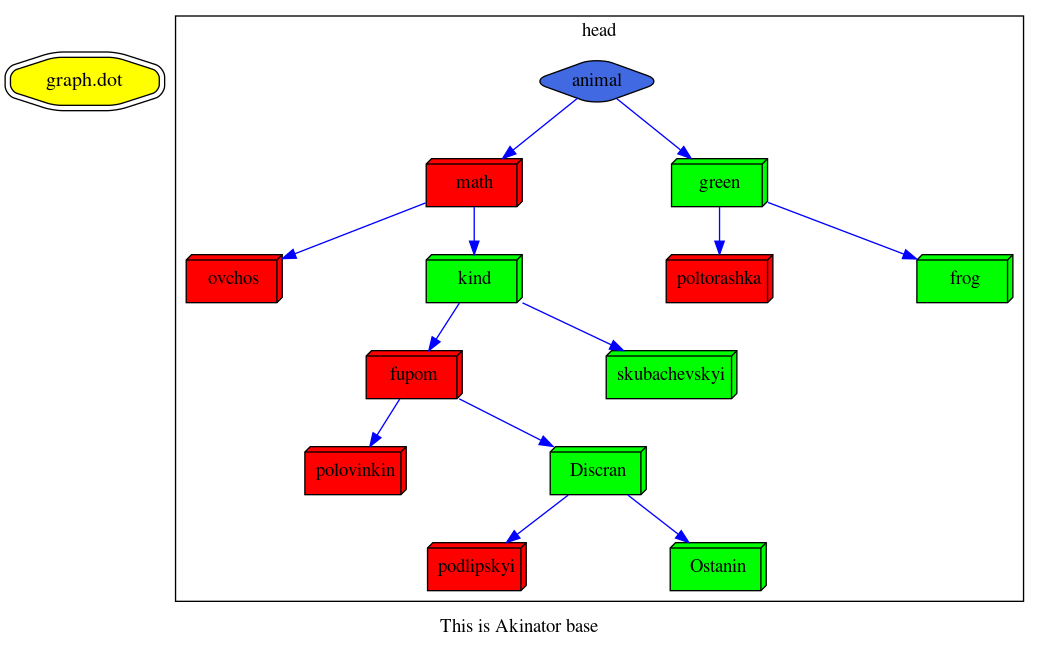 head
graph.dot
animal
math
green
ovchos
kind
poltorashka
frog
fupom
skubachevskyi
polovinkin
Discran
podlipskyi
Ostanin
This is Akinator base